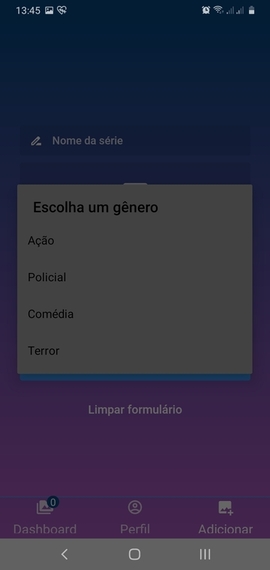 13:45
Nome da série
Escolha um gênero
Ação
Policial
Comédia
Terror
Limpar formulário
0
Dashboard Perfil Adicionar